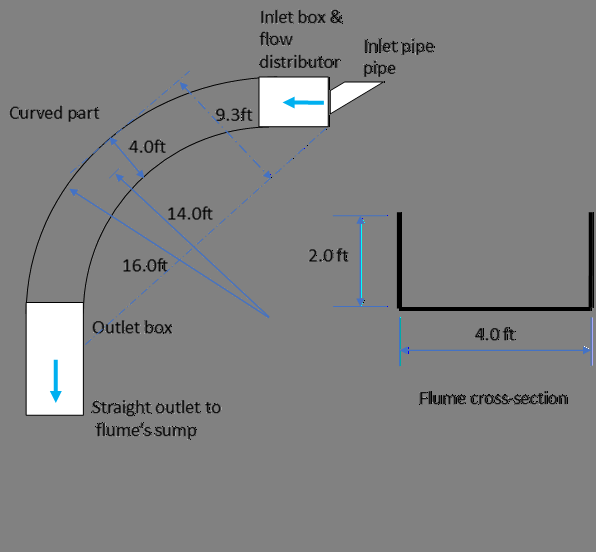 Inlet box &
flow
distributor
Inlet pipe
pipe
Curved part
9.3ft
4.0ft
14.0ft
16.0ft
2.0 ft
4.0 ft
Outlet box
Flume cross-section
Straight outlet to
flume's sump